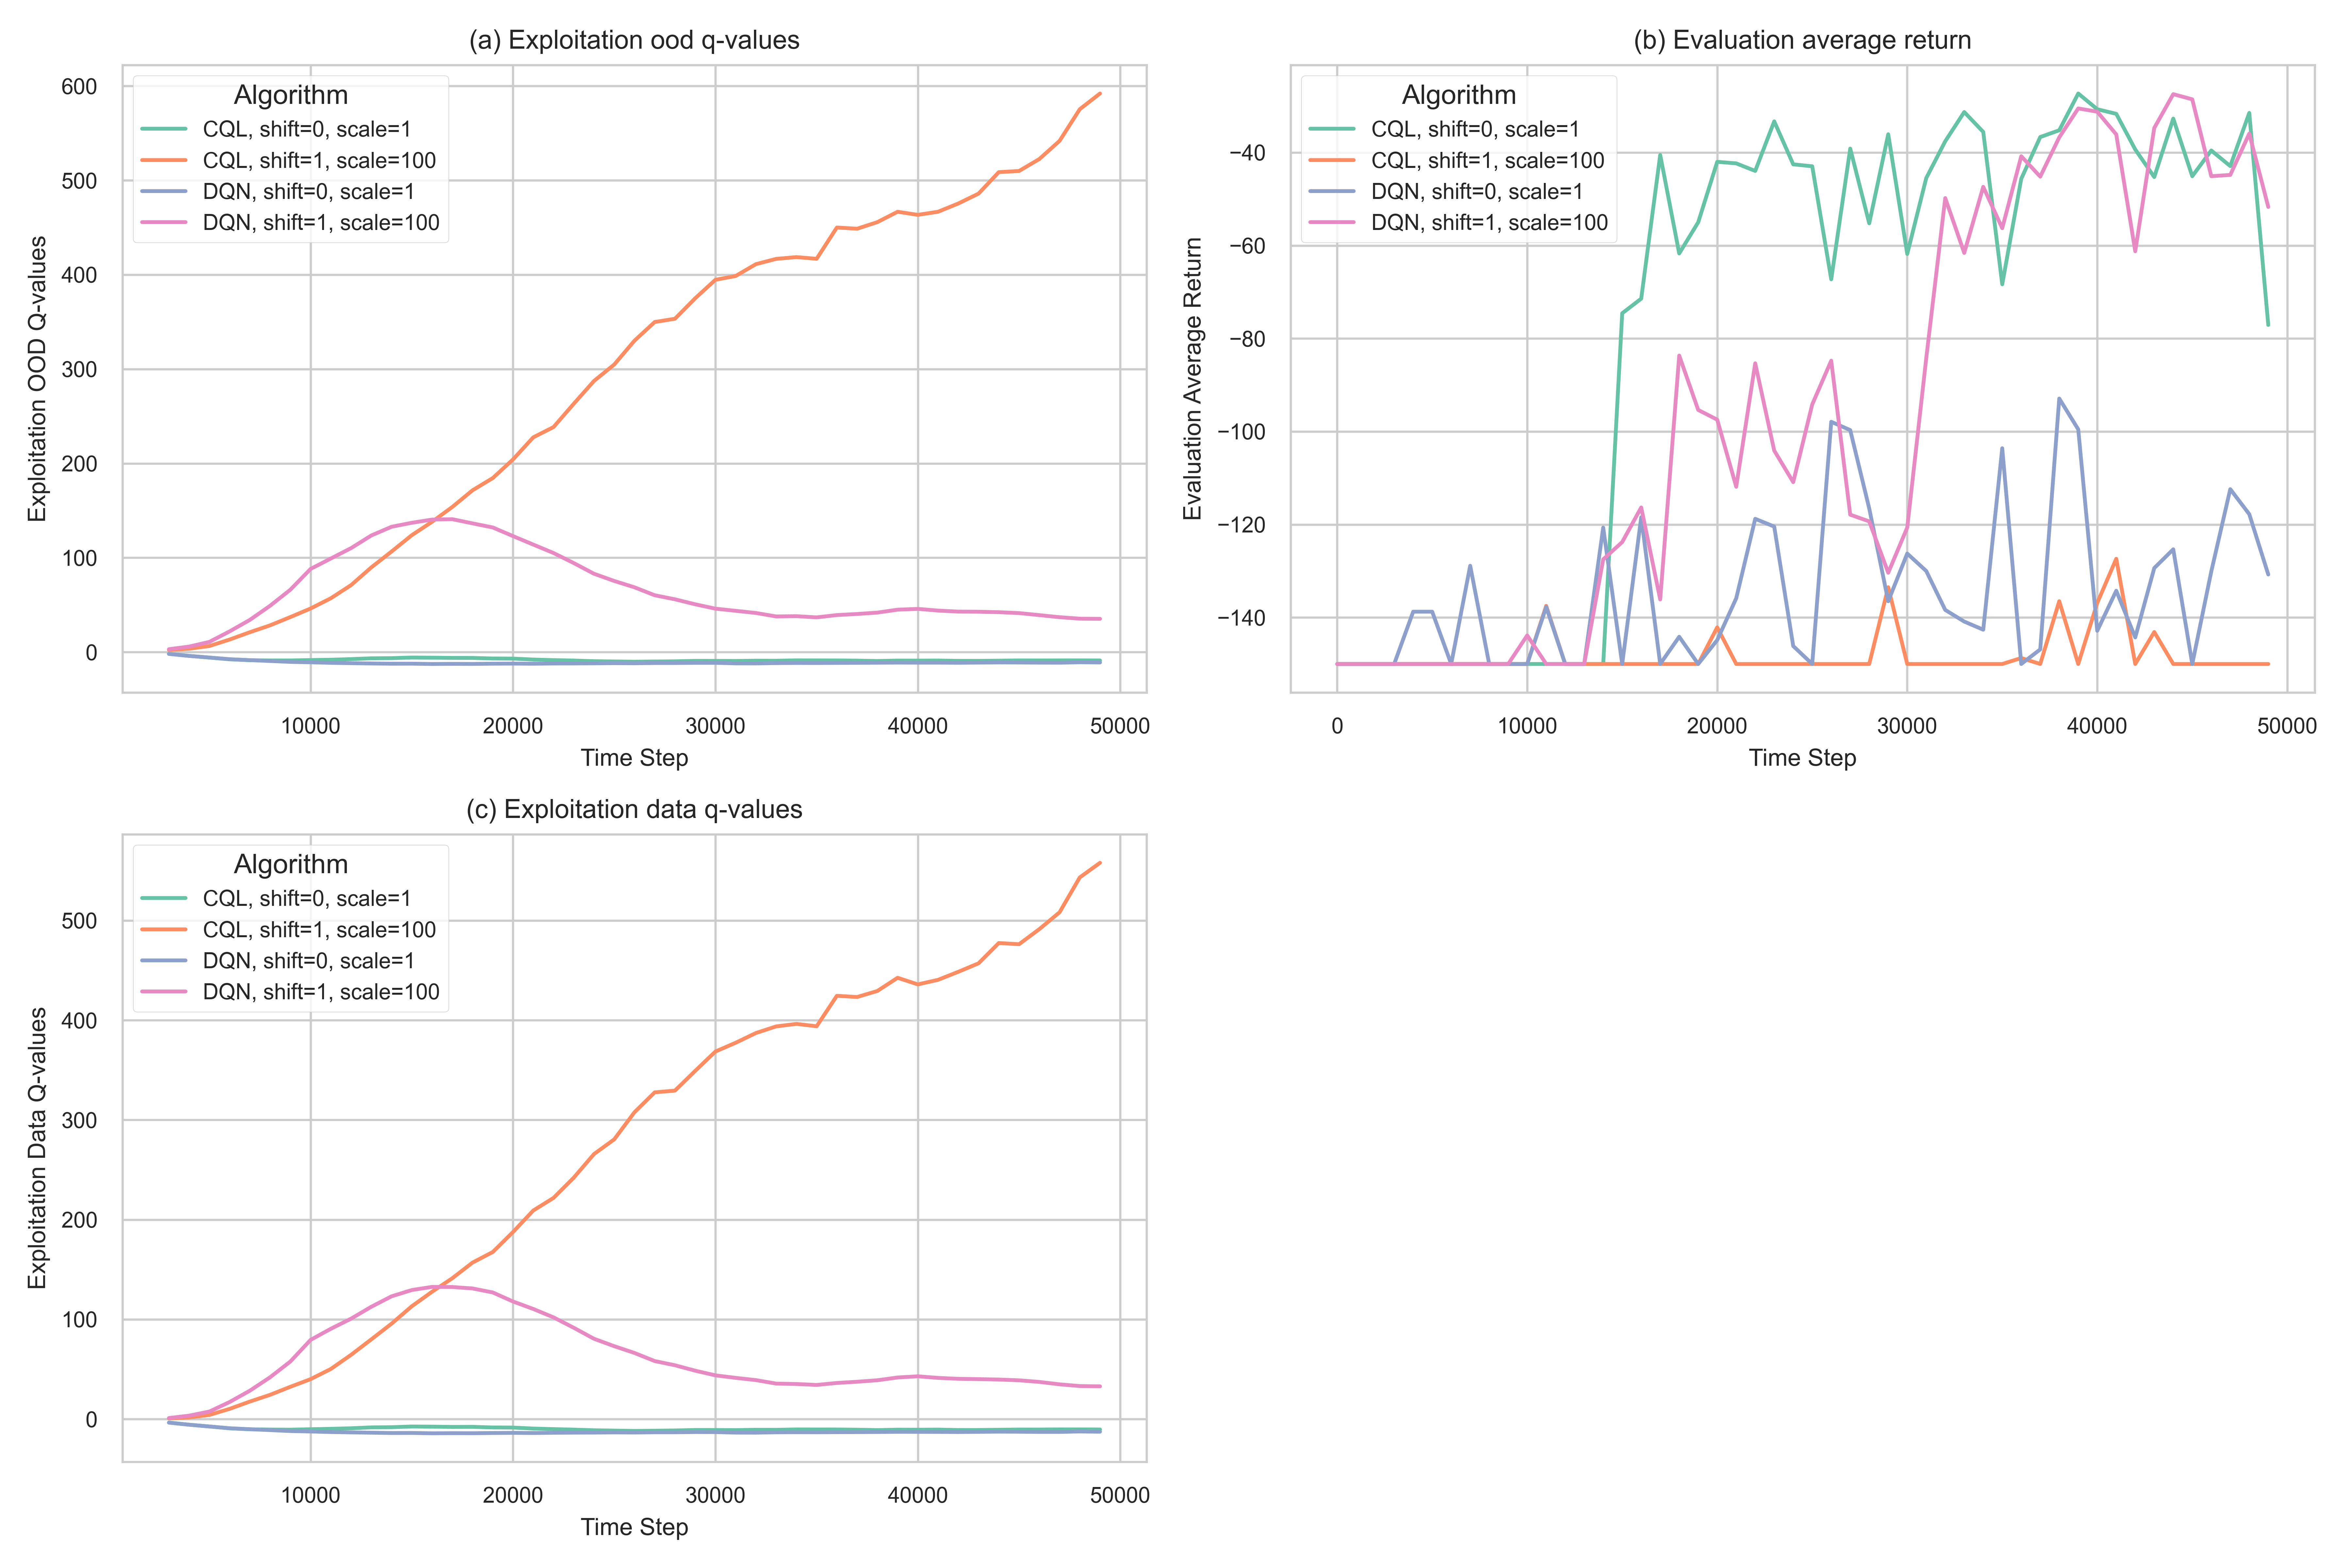 (a) Exploitation ood q-values
Exploitation OOD Q-values
600
500
400
300
200
100
0
Algorithm
CQL, shift=0, scale=1
CQL, shift=1, scale=100
DQN, shift=0, scale=1
DQN, shift=1, scale=100
10000
20000
30000
40000
50000
Time Step
(b) Evaluation average return
Evaluation Average Return
−40
−60
−80
−100
−120
−140
Algorithm
CQL, shift=0, scale=1
CQL, shift=1, scale=100
DQN, shift=0, scale=1
DQN, shift=1, scale=100
0
10000
20000
30000
40000
50000
Time Step
(c) Exploitation data q-values
Exploitation Data Q-values
500
400
300
200
100
0
Algorithm
CQL, shift=0, scale=1
CQL, shift=1, scale=100
DQN, shift=0, scale=1
DQN, shift=1, scale=100
10000
20000
30000
40000
50000
Time Step